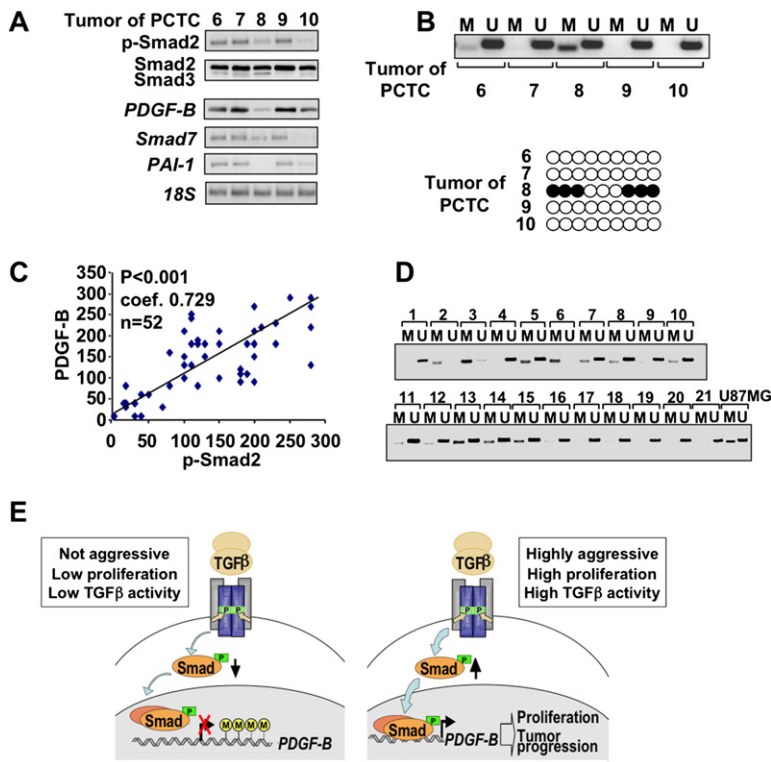 A
Tumor of PCTC 6 7 8 9 10
p-Smad2
Smad2
Smad3
PDGF-B
Smad7
PAI-1
18S
B
M U M U M U M U M U
Tumor of
PCTC
6 7 8 9 10
Tumor of
PCTC
6
7
8
9
10
C
P<0.001
coef. 0.729
n=52
PDGF-B
350
300
250
200
150
100
50
0
0 50 100 150 200 250 300
p-Smad2
D
1 2 3 4 5 6 7 8 9 10
M U M U M U M U M U M U M U M U M U M U
11 12 13 14 15 16 17 18 19 20 21 U87MG
M U M U M U M U M U M U M U M U M U M U M U M U
E
Not aggressive
Low proliferation
Low TGFβ activity
TGFβ
P P
Smad P
Smad P
M M M M
PDGF-B
Highly aggressive
High proliferation
High TGFβ activity
TGFβ
P P
Smad P
Smad P
PDGF-B
Proliferation
Tumor
progression